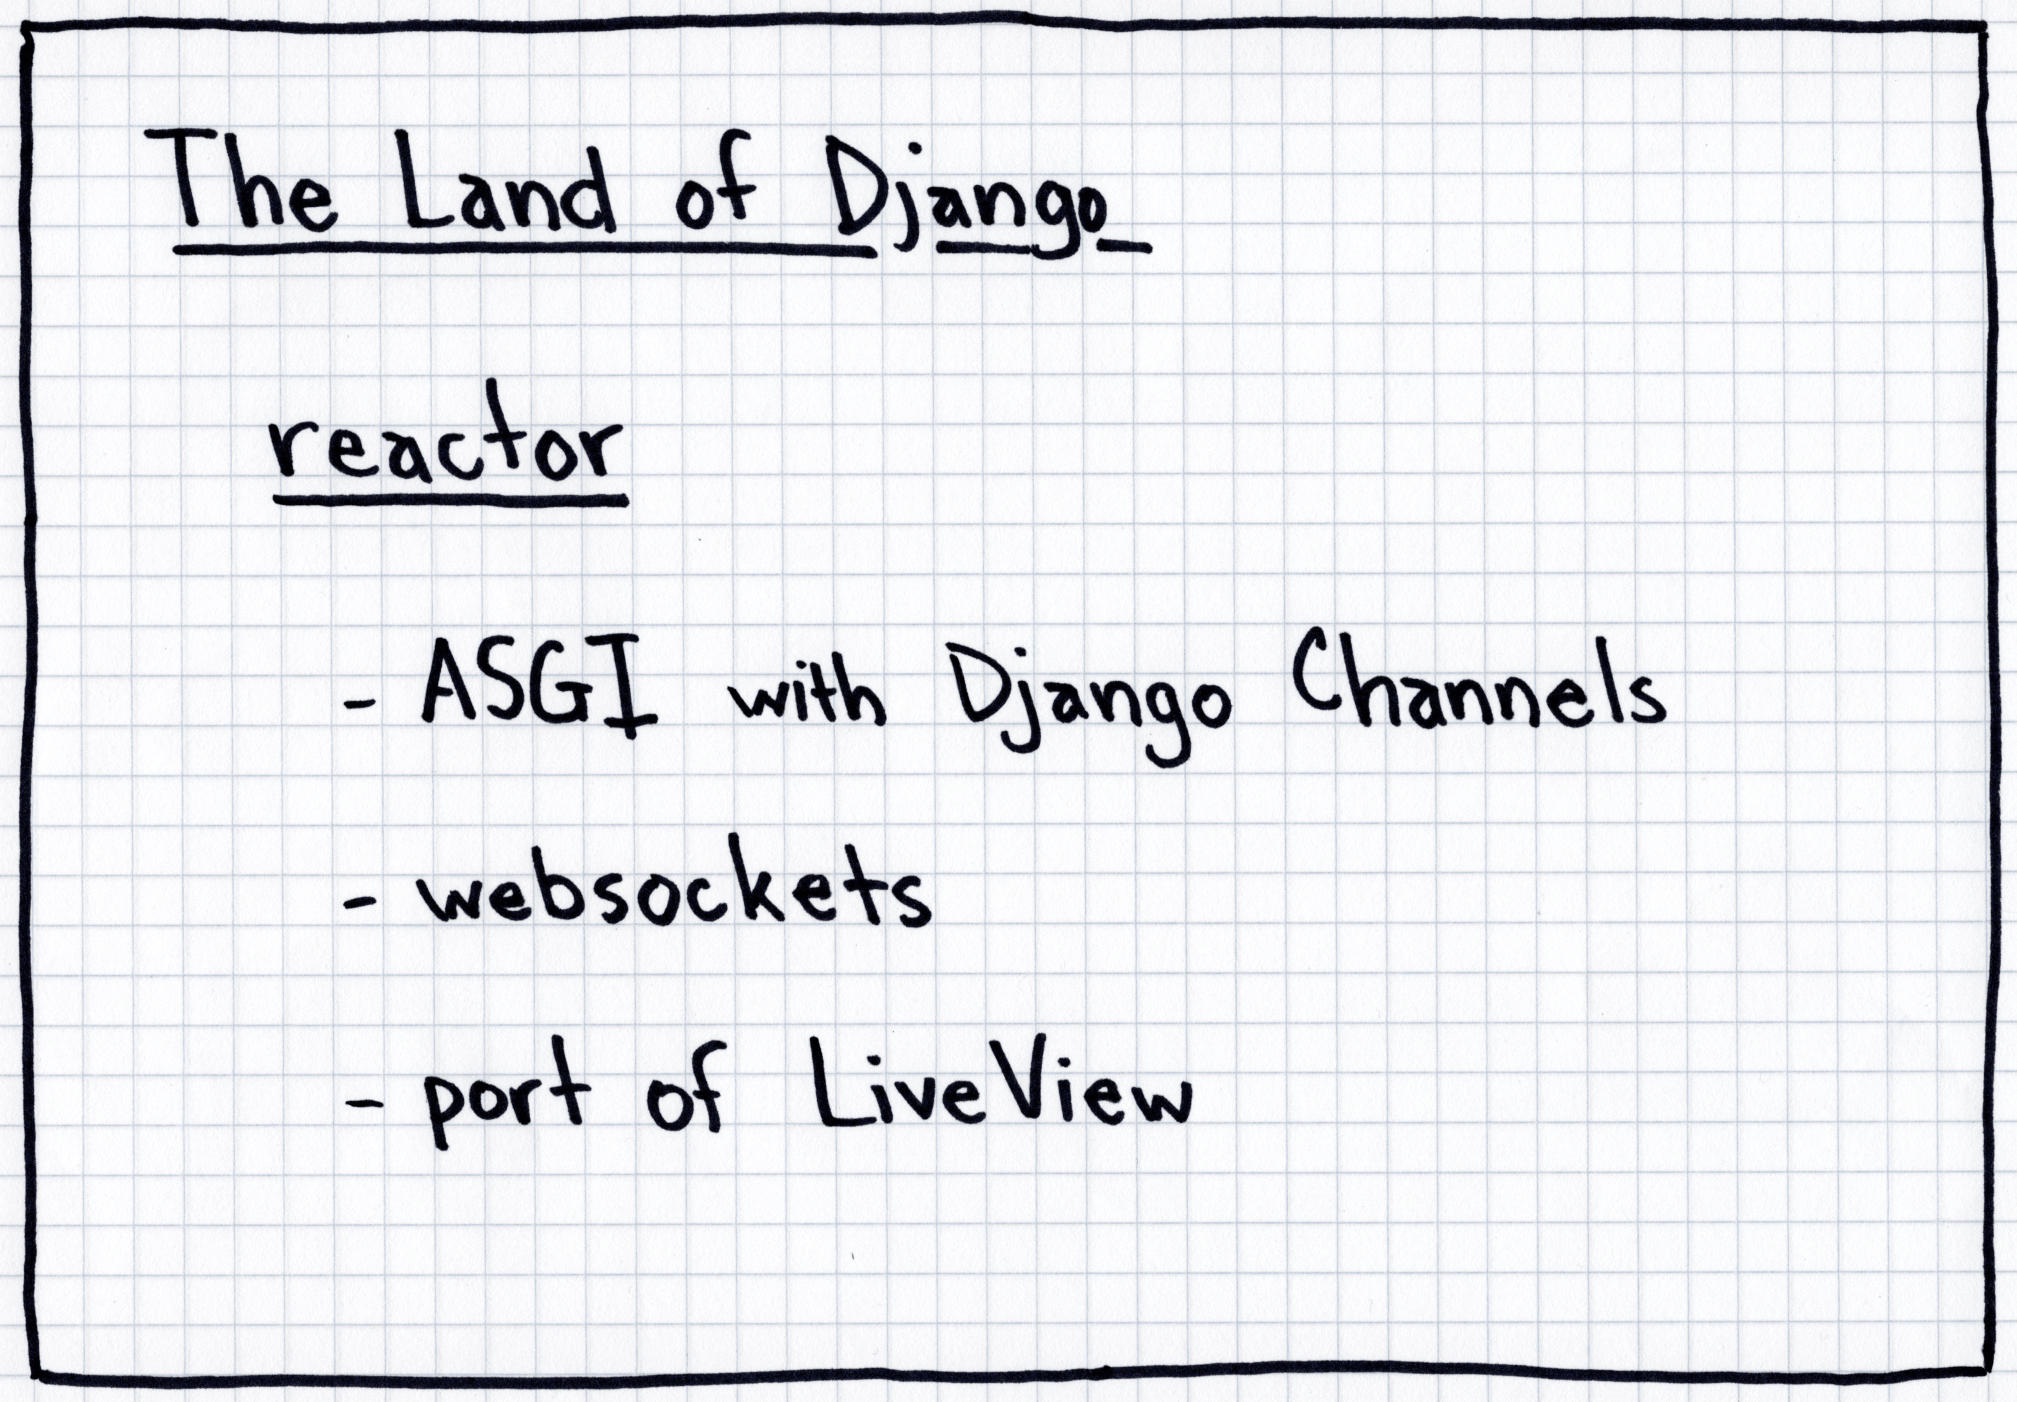 The Land of Django
reactor
- ASGI with Django Channels
- websockets
- port of LiveView